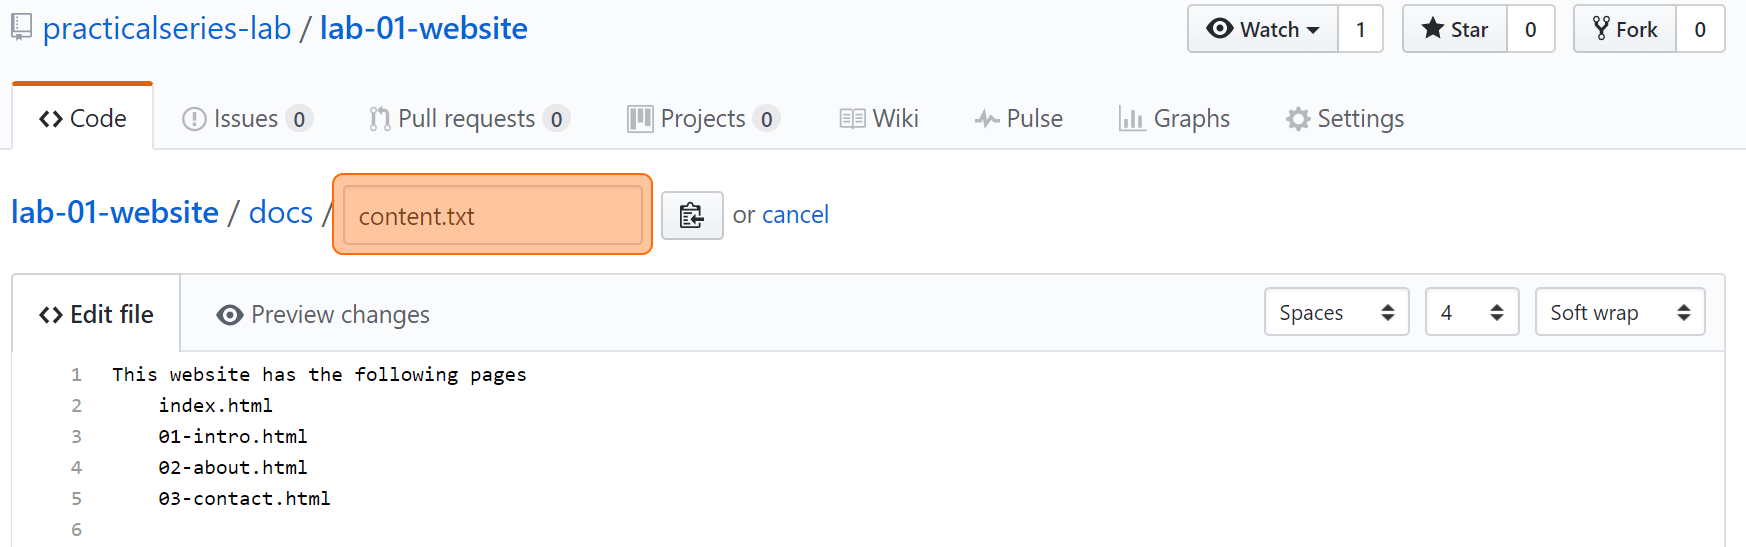 practicalseries-lab / lab-01-website Watch 1 Star 0 Fork 0
Code Issues 0 Pull requests 0 Projects 0 Wiki Pulse Graphs Settings
lab-01-website / docs / content.txt or cancel
Edit file Preview changes Spaces 4 Soft wrap
1 This website has the following pages
2 index.html
3 01-intro.html
4 02-about.html
5 03-contact.html
6